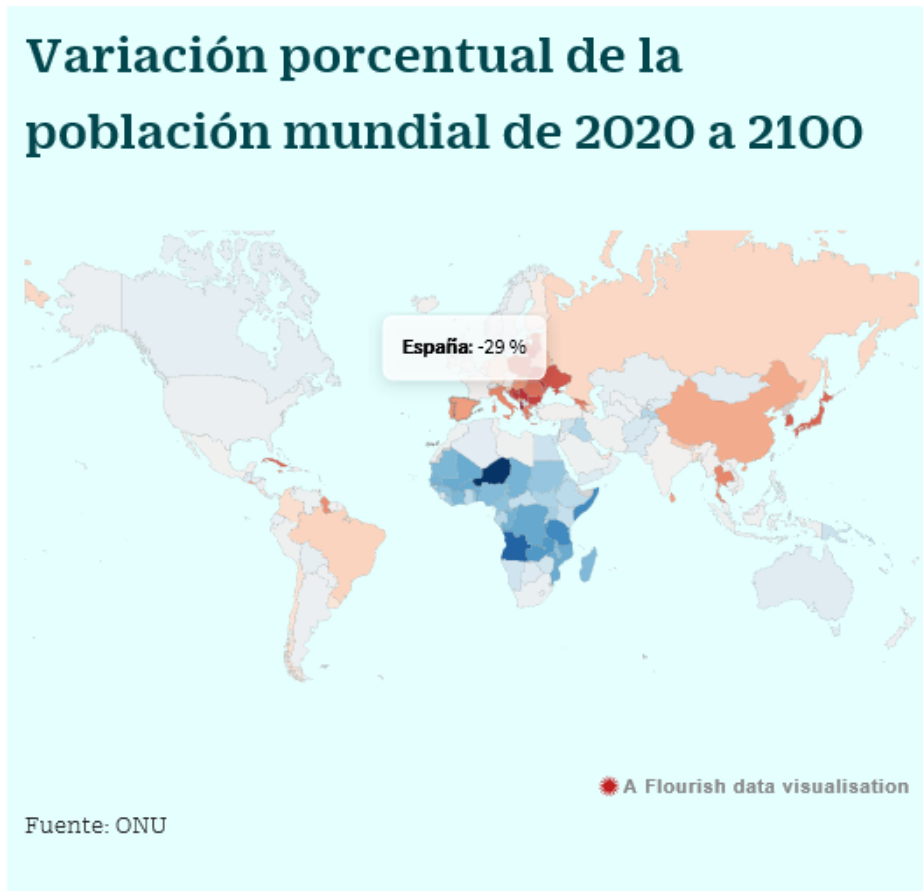 Variación porcentual de la
población mundial de 2020 a 2100
España: -29 %
A Flourish data visualisation
Fuente: ONU